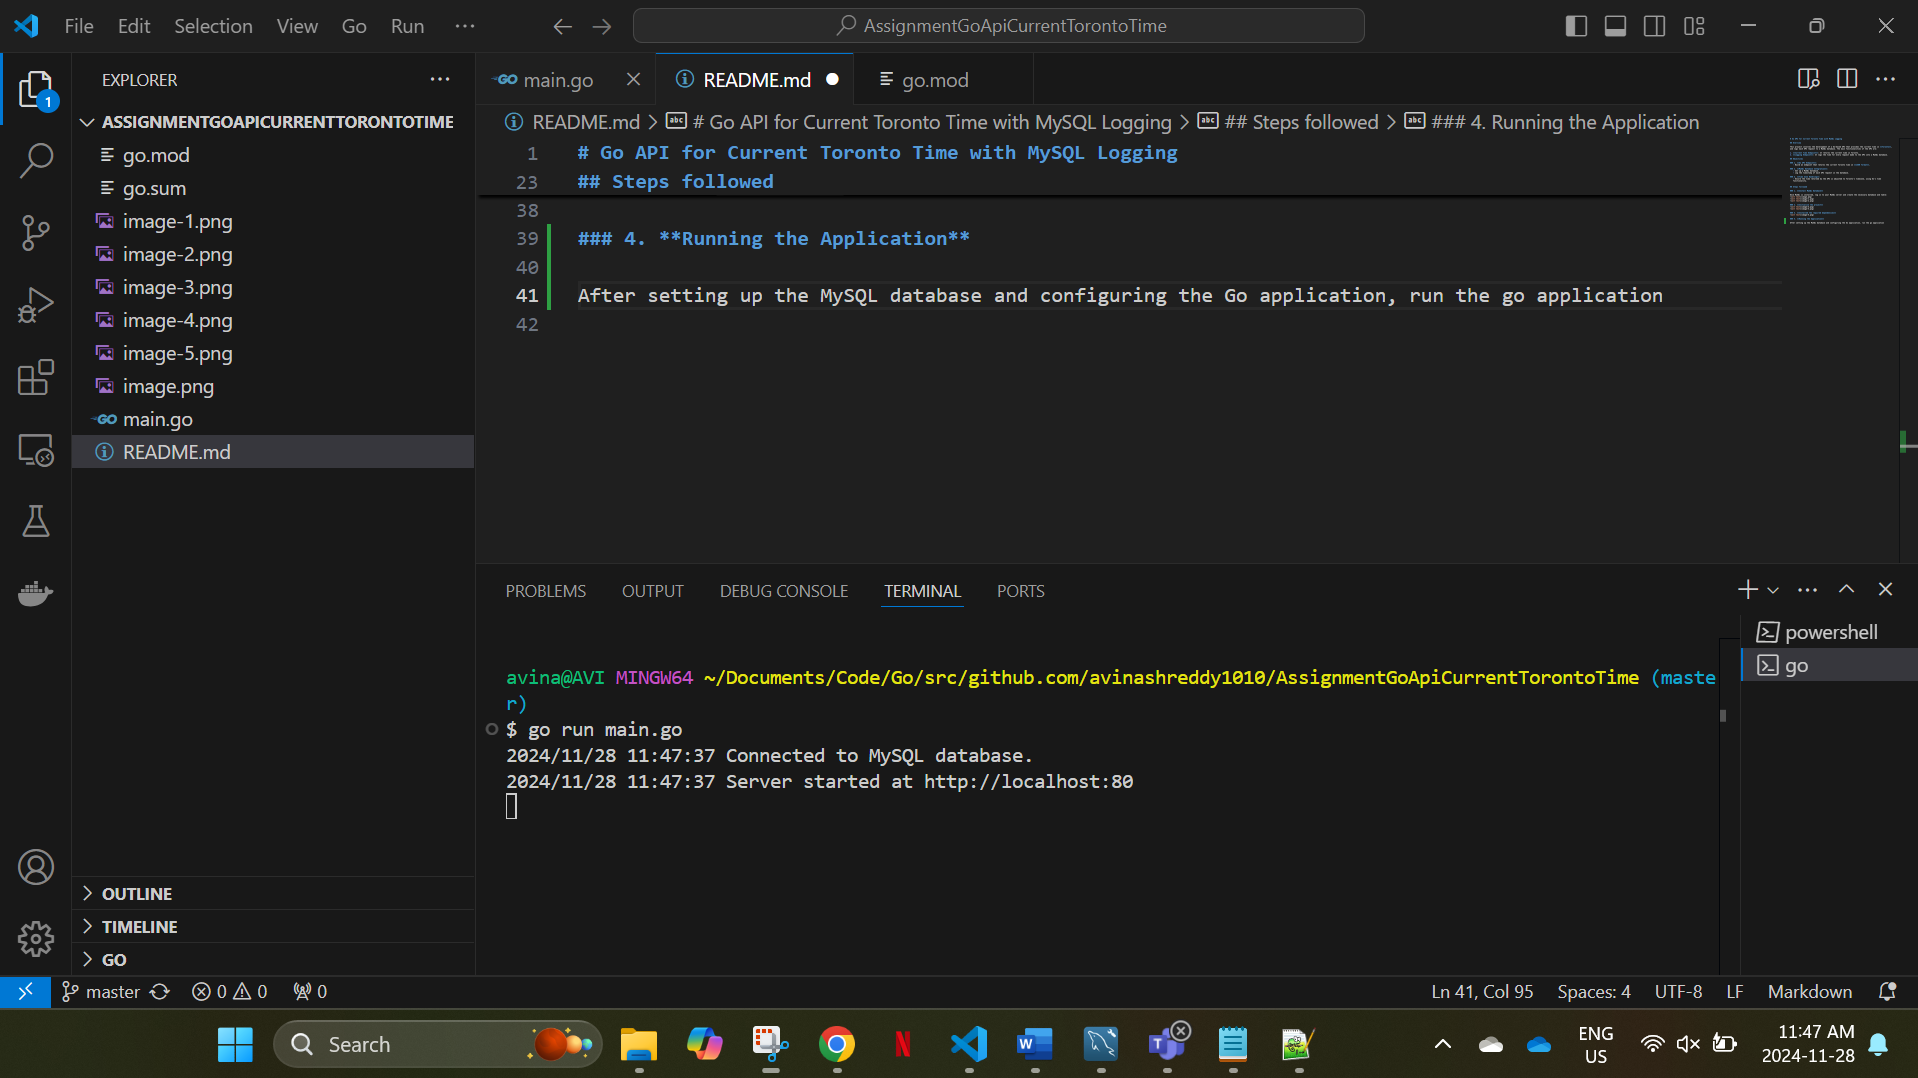 File Edit Selection View Go Run ···
AssignmentGoApiCurrentTorontoTime
EXPLORER
1
ASSIGNMENTGOAPICURRENTTORONTOTIME
go.mod
go.sum
image-1.png
image-2.png
image-3.png
image-4.png
image-5.png
image.png
GO main.go
README.md
OUTLINE
TIMELINE
GO
GO main.go
README.md
go.mod
README.md > abc # Go API for Current Toronto Time with MySQL Logging > abc ## Steps followed > abc ### 4. Running the Application
1 # Go API for Current Toronto Time with MySQL Logging
23 ## Steps followed
38
39 ### 4. **Running the Application**
40
41 After setting up the MySQL database and configuring the Go application, run the go application
42
PROBLEMS OUTPUT DEBUG CONSOLE TERMINAL PORTS
powershell
go
avina@AVI MINGW64 ~/Documents/Code/Go/src/github.com/avinashreddy1010/AssignmentGoApiCurrentTorontoTime (maste
r)
$ go run main.go
2024/11/28 11:47:37 Connected to MySQL database.
2024/11/28 11:47:37 Server started at http://localhost:80
master 0 0 0
Ln 41, Col 95 Spaces: 4 UTF-8 LF Markdown
Search
N
W
T
ENG
US
11:47 AM
2024-11-28